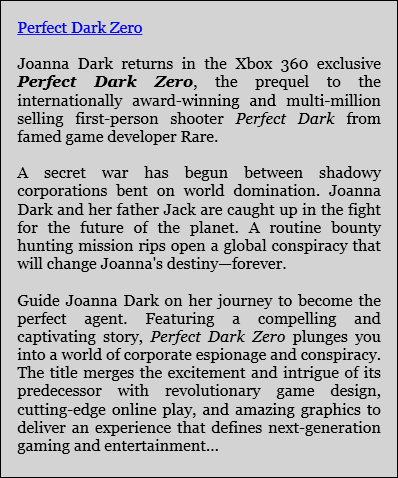 Perfect Dark Zero
Joanna Dark returns in the Xbox 360 exclusive
Perfect Dark Zero, the prequel to the
internationally award-winning and multi-million
selling first-person shooter Perfect Dark from
famed game developer Rare.
A secret war has begun between shadowy
corporations bent on world domination. Joanna
Dark and her father Jack are caught up in the fight
for the future of the planet. A routine bounty
hunting mission rips open a global conspiracy that
will change Joanna's destiny—forever.
Guide Joanna Dark on her journey to become the
perfect agent. Featuring a compelling and
captivating story, Perfect Dark Zero plunges you
into a world of corporate espionage and conspiracy.
The title merges the excitement and intrigue of its
predecessor with revolutionary game design,
cutting-edge online play, and amazing graphics to
deliver an experience that defines next-generation
gaming and entertainment...